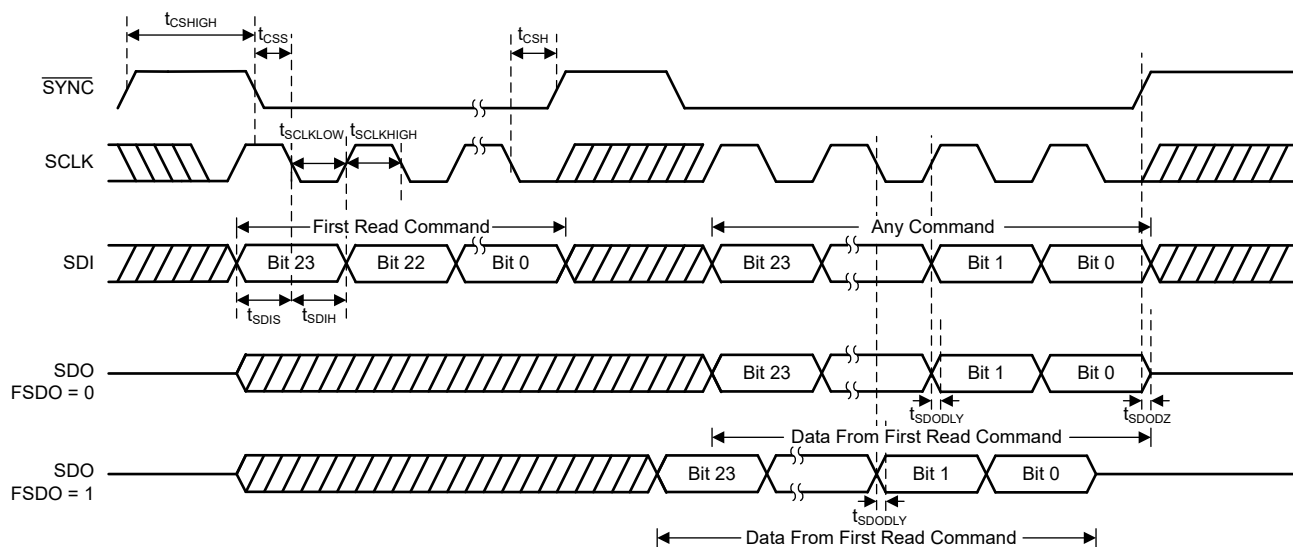 tCSHIGH
tCSS
tCSH
SYNC
tSCLKLOW tSCLKHIGH
SCLK
First Read Command Any Command
SDI Bit 23 Bit 22 Bit 0 Bit 23 Bit 1 Bit 0
tSDIS tSDIH
SDO
FSDO = 0
Bit 23 Bit 1 Bit 0
tSDODLY tSDODZ
Data From First Read Command
SDO
FSDO = 1
Bit 23 Bit 1 Bit 0
tSDODLY
Data From First Read Command